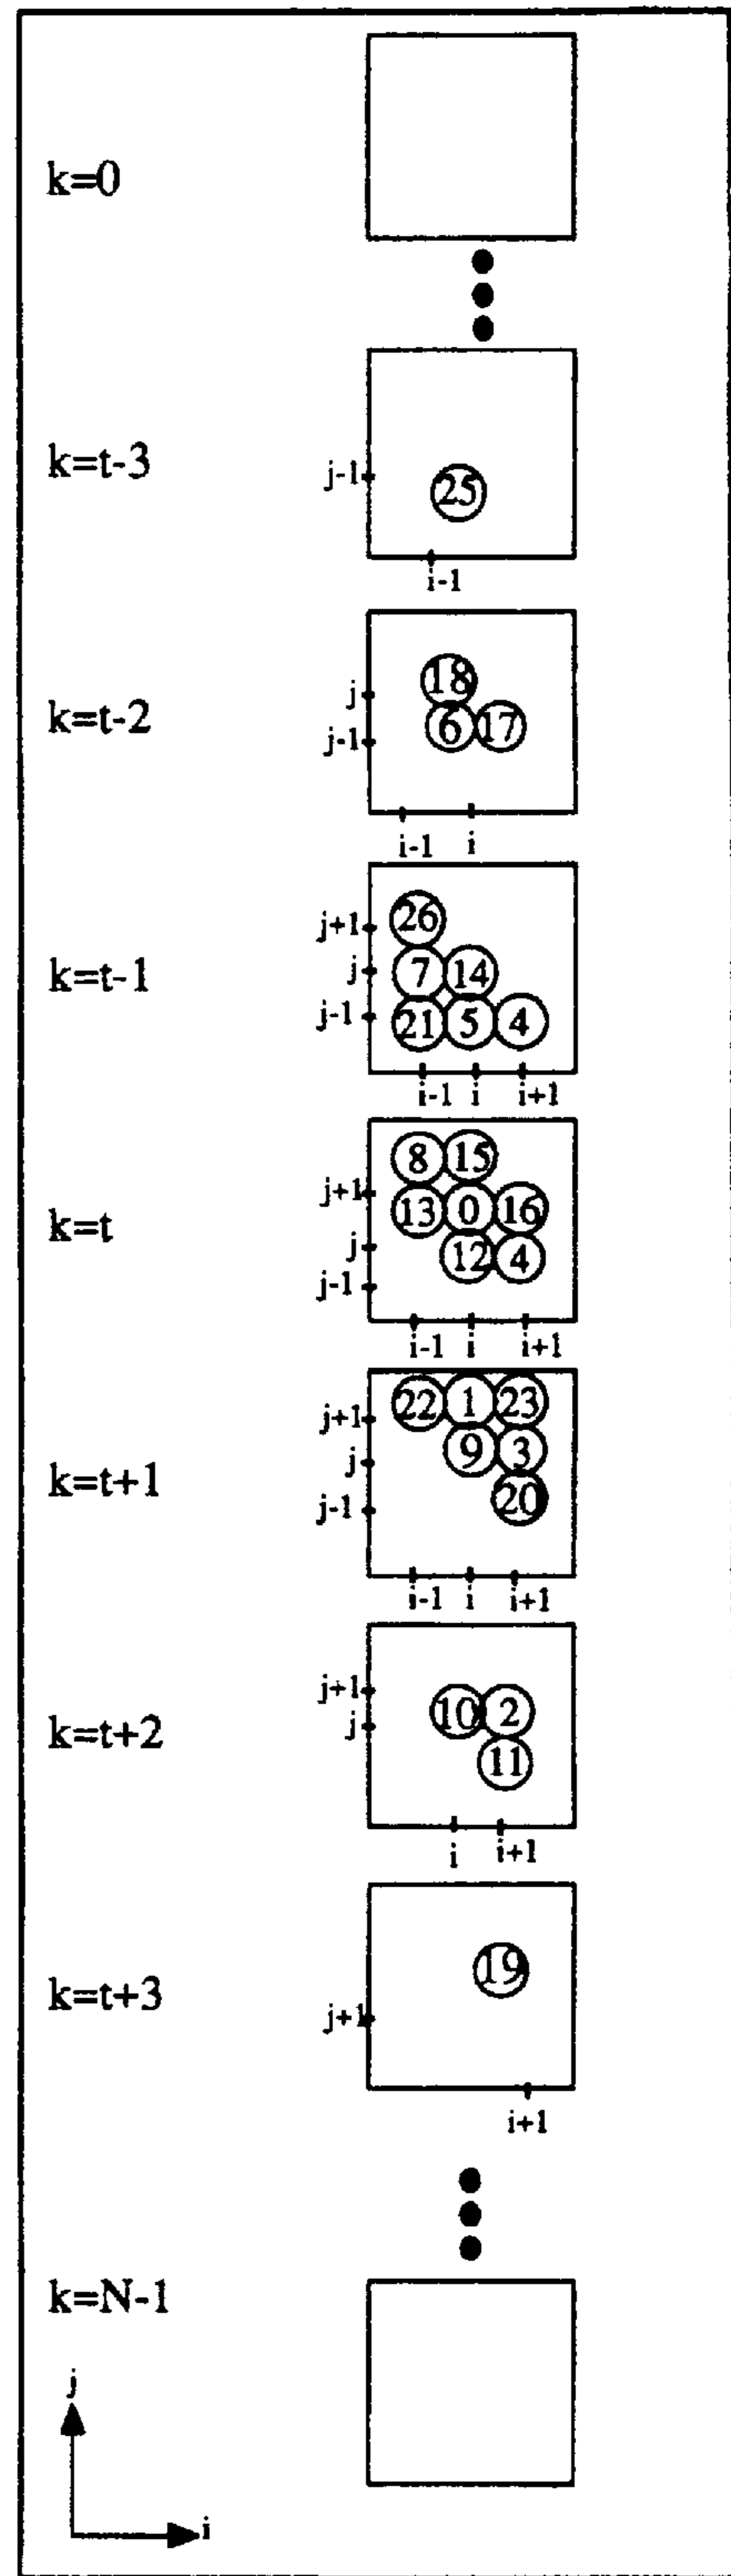 k=0
k=t-3
j-1
25
i-1
k=t-2
j
18
j-1
6 17
i-1 i
k=t-1
j+1
26
j
7 14
j-1
21 5 4
i-1 i i+1
k=t
8 15
j+1
13 0 16
j
12 4
j-1
i-1 i i+1
k=t+1
22 1 23
j+1
9 3
j
20
j-1
i-1 i i+1
k=t+2
j+1
10 2
j
11
i i+1
k=t+3
19
j+1
i+1
k=N-1
j
i